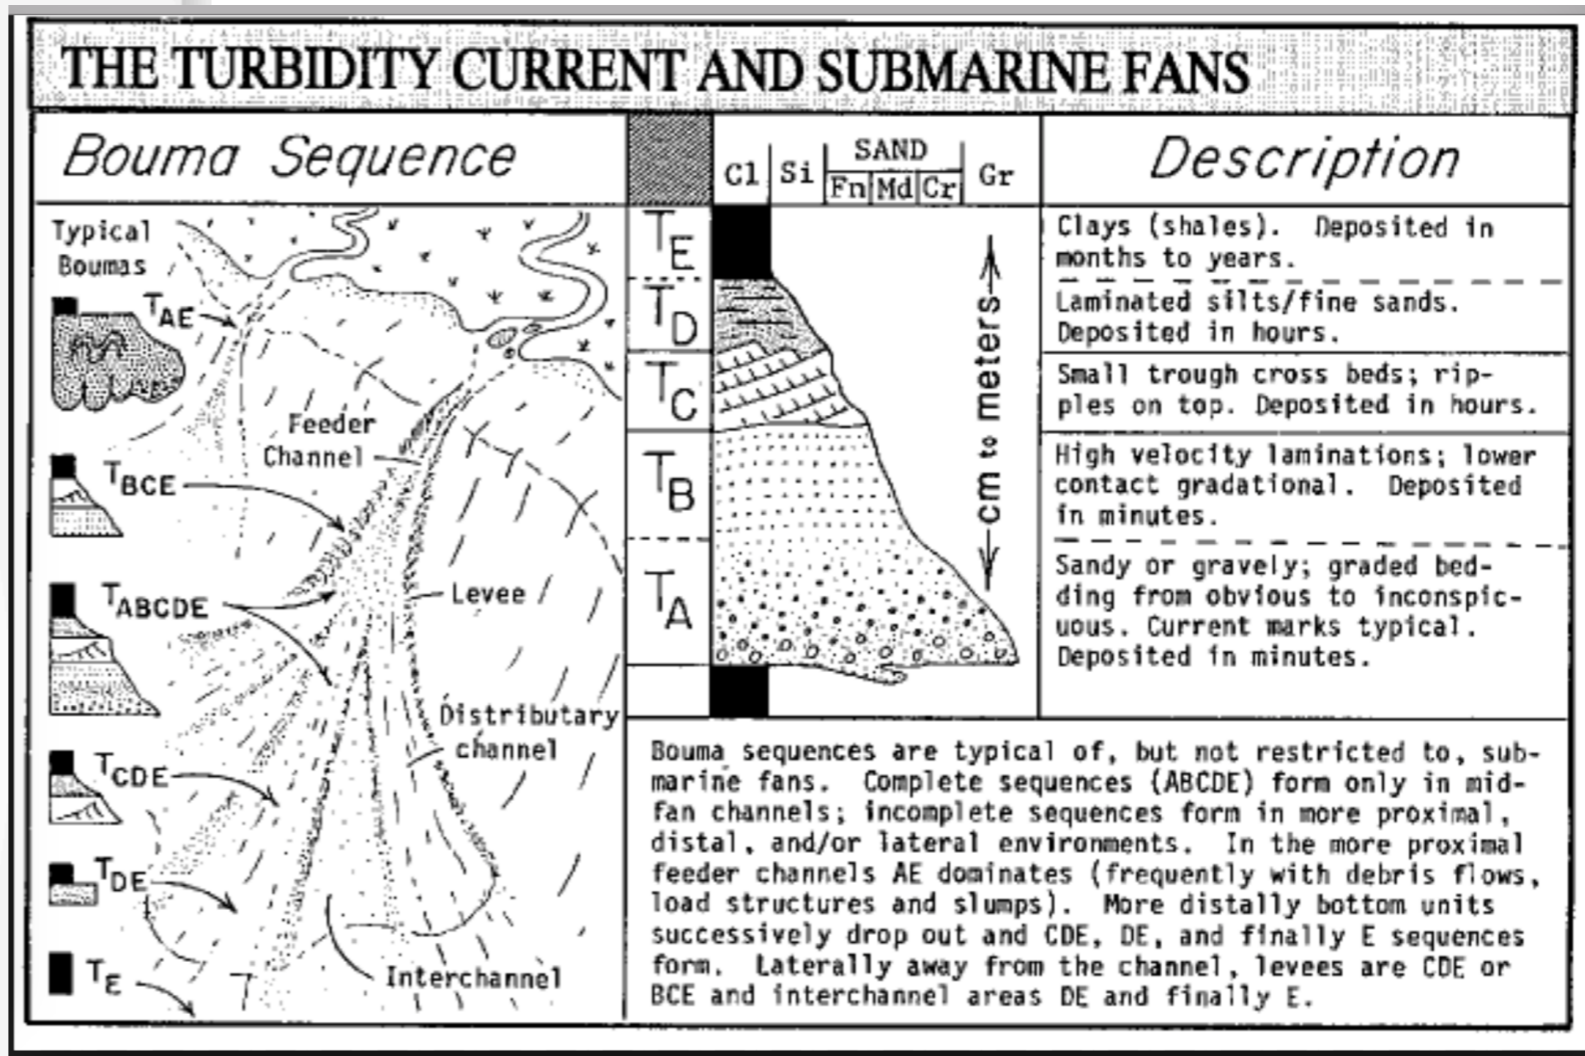 THE TURBIDITY CURRENT AND SUBMARINE FANS
Bouma Sequence
Typical
Boumas
TAE
Feeder
Channel
TBCE
TABCDE
Levee
Distributary
channel
TCDE
TDE
Interchannel
TE
Cl Si SAND Gr
Fn Md Cr
TE
TD
TC
TB
TA
cm to meters
Description
Clays (shales). Deposited in
months to years.
Laminated silts/fine sands.
Deposited in hours.
Small trough cross beds; rip-
ples on top. Deposited in hours.
High velocity laminations; lower
contact gradational. Deposited
in minutes.
Sandy or gravely; graded bed-
ding from obvious to inconspic-
uous. Current marks typical.
Deposited in minutes.
Bouma sequences are typical of, but not restricted to, sub-
marine fans. Complete sequences (ABCDE) form only in mid-
fan channels; incomplete sequences form in more proximal,
distal, and/or lateral environments. In the more proximal
feeder channels AE dominates (frequently with debris flows,
load structures and slumps). More distally bottom units
successively drop out and CDE, DE, and finally E sequences
form. Laterally away from the channel, levees are CDE or
BCE and interchannel areas DE and finally E.